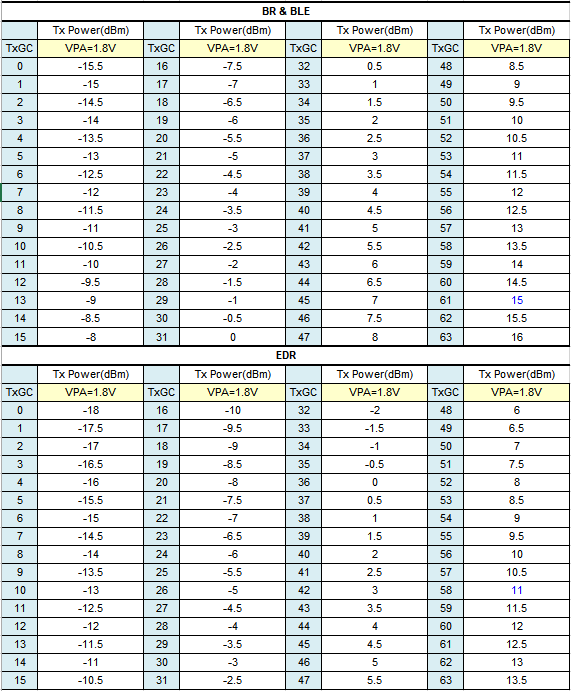 BR & BLE
Tx Power(dBm) Tx Power(dBm) Tx Power(dBm) Tx Power(dBm)
TxGC VPA=1.8V TxGC VPA=1.8V TxGC VPA=1.8V TxGC VPA=1.8V
0 -15.5 16 -7.5 32 0.5 48 8.5
1 -15 17 -7 33 1 49 9
2 -14.5 18 -6.5 34 1.5 50 9.5
3 -14 19 -6 35 2 51 10
4 -13.5 20 -5.5 36 2.5 52 10.5
5 -13 21 -5 37 3 53 11
6 -12.5 22 -4.5 38 3.5 54 11.5
7 -12 23 -4 39 4 55 12
8 -11.5 24 -3.5 40 4.5 56 12.5
9 -11 25 -3 41 5 57 13
10 -10.5 26 -2.5 42 5.5 58 13.5
11 -10 27 -2 43 6 59 14
12 -9.5 28 -1.5 44 6.5 60 14.5
13 -9 29 -1 45 7 61 15
14 -8.5 30 -0.5 46 7.5 62 15.5
15 -8 31 0 47 8 63 16
EDR
Tx Power(dBm) Tx Power(dBm) Tx Power(dBm) Tx Power(dBm)
TxGC VPA=1.8V TxGC VPA=1.8V TxGC VPA=1.8V TxGC VPA=1.8V
0 -18 16 -10 32 -2 48 6
1 -17.5 17 -9.5 33 -1.5 49 6.5
2 -17 18 -9 34 -1 50 7
3 -16.5 19 -8.5 35 -0.5 51 7.5
4 -16 20 -8 36 0 52 8
5 -15.5 21 -7.5 37 0.5 53 8.5
6 -15 22 -7 38 1 54 9
7 -14.5 23 -6.5 39 1.5 55 9.5
8 -14 24 -6 40 2 56 10
9 -13.5 25 -5.5 41 2.5 57 10.5
10 -13 26 -5 42 3 58 11
11 -12.5 27 -4.5 43 3.5 59 11.5
12 -12 28 -4 44 4 60 12
13 -11.5 29 -3.5 45 4.5 61 12.5
14 -11 30 -3 46 5 62 13
15 -10.5 31 -2.5 47 5.5 63 13.5